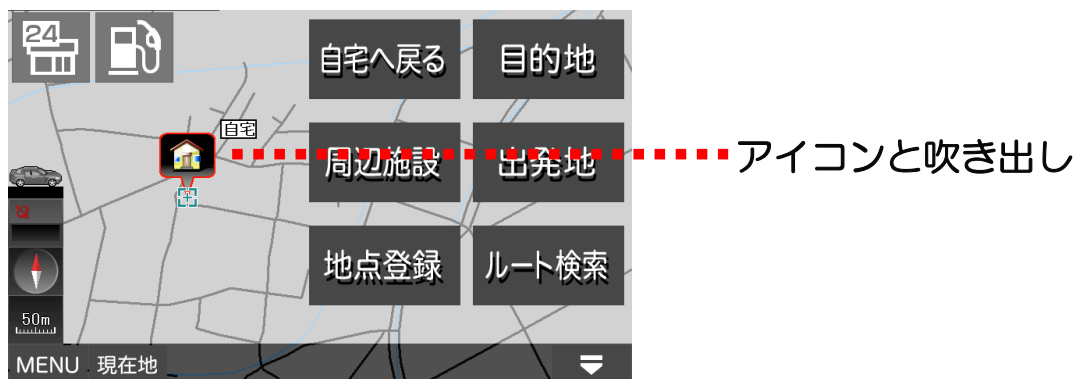 24
自宅へ戻る
目的地
自宅
周辺施設
出発地
アイコンと吹き出し
地点登録
ルート検索
50m
MENU
現在地